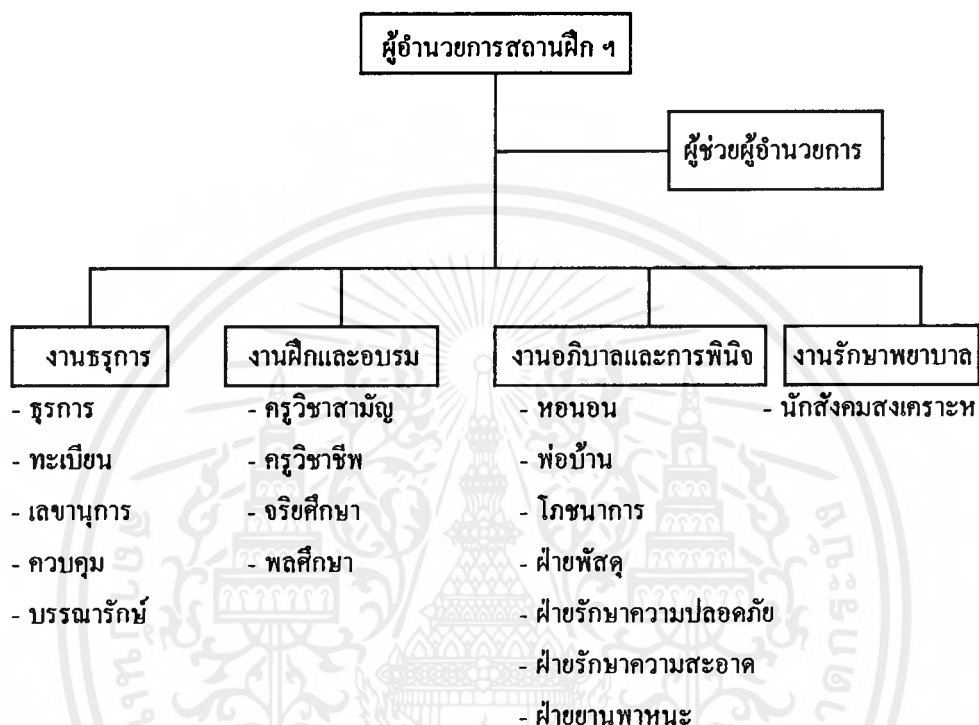 ผู้อำนวยการสถานฝึก ฯ
ผู้ช่วยผู้อำนวยการ
งานธรุการ
- ธุรการ
- ทะเบียน
- เลขานุการ
- ควบคุม
- บรรณารักษ์
งานฝึกและอบรม
- ครูวิชาสามัญ
- ครูวิชาชีพ
- จริยศึกษา
- พลศึกษา
งานอภิบาลและการพินิจ
- หอนอน
- พ่อบ้าน
- โภชนาการ
- ฝ่ายพัสดุ
- ฝ่ายรักษาความปลอดภัย
- ฝ่ายรักษาความสะอาด
- ฝ่ายยานพาหนะ
งานรักษาพยาบาล
- นักสังคมสงเคราะห